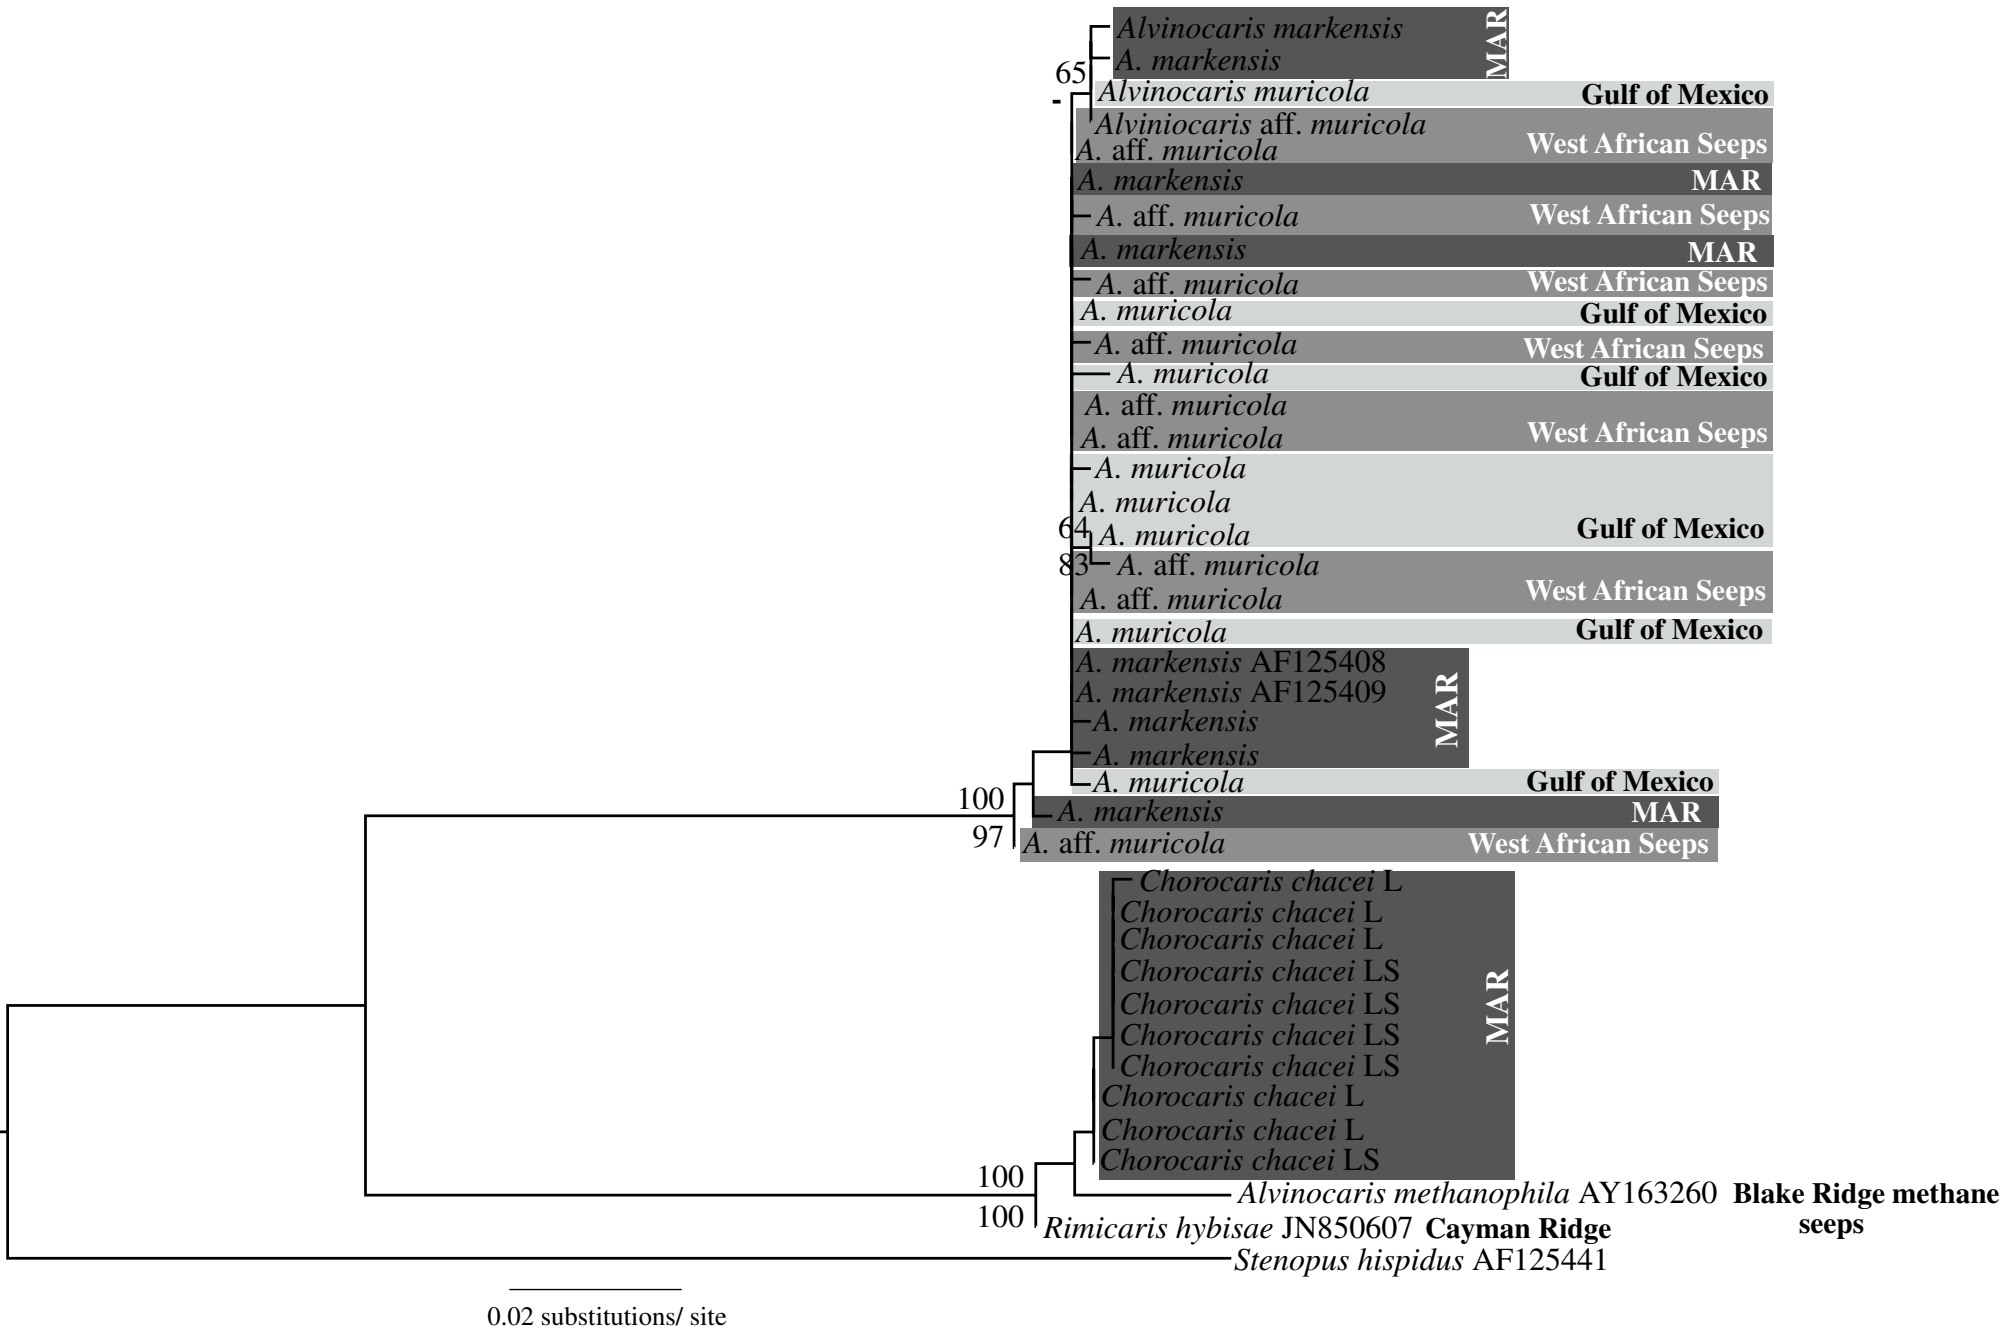 Alvinocaris markensis
MAR
A. markensis
65
-
Alvinocaris muricola Gulf of Mexico
Alviniocaris aff. muricola
West African Seeps
A. aff. muricola
A. markensis MAR
A. aff. muricola West African Seeps
A. markensis MAR
A. aff. muricola West African Seeps
A. muricola Gulf of Mexico
A. aff. muricola West African Seeps
A. muricola Gulf of Mexico
A. aff. muricola
A. aff. muricola West African Seeps
A. muricola
A. muricola
64
A. muricola Gulf of Mexico
83
A. aff. muricola
West African Seeps
A. aff. muricola
A. muricola Gulf of Mexico
A. markensis AF125408
A. markensis AF125409
MAR
A. markensis
A. markensis
A. muricola Gulf of Mexico
100
A. markensis MAR
97
A. aff. muricola West African Seeps
Chorocaris chacei L
Chorocaris chacei L
Chorocaris chacei L
Chorocaris chacei LS
MAR
Chorocaris chacei LS
Chorocaris chacei LS
Chorocaris chacei LS
Chorocaris chacei L
Chorocaris chacei L
Chorocaris chacei LS
100
Alvinocaris methanophila AY163260 Blake Ridge methane
seeps
100
Rimicaris hybisae JN850607 Cayman Ridge
Stenopus hispidus AF125441
0.02 substitutions/ site